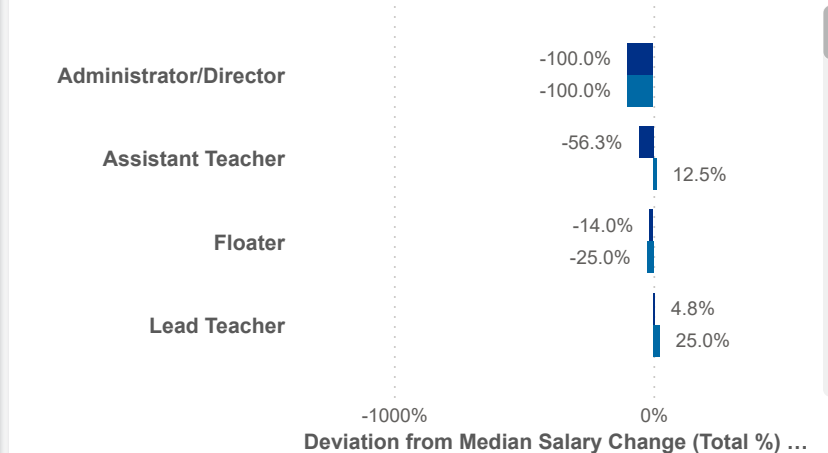 Administrator/Director
-100.0%
-100.0%
Assistant Teacher
-56.3%
12.5%
Floater
-14.0%
-25.0%
Lead Teacher
4.8%
25.0%
-1000%
0%
Deviation from Median Salary Change (Total %) …